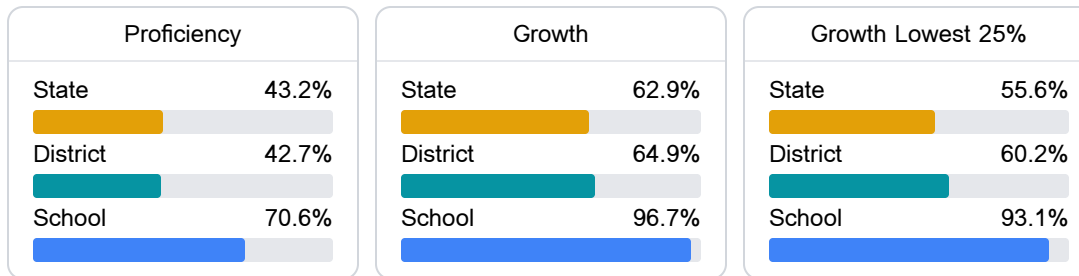 Proficiency
State 43.2%
District 42.7%
School 70.6%
Growth
State 62.9%
District 64.9%
School 96.7%
Growth Lowest 25%
State 55.6%
District 60.2%
School 93.1%